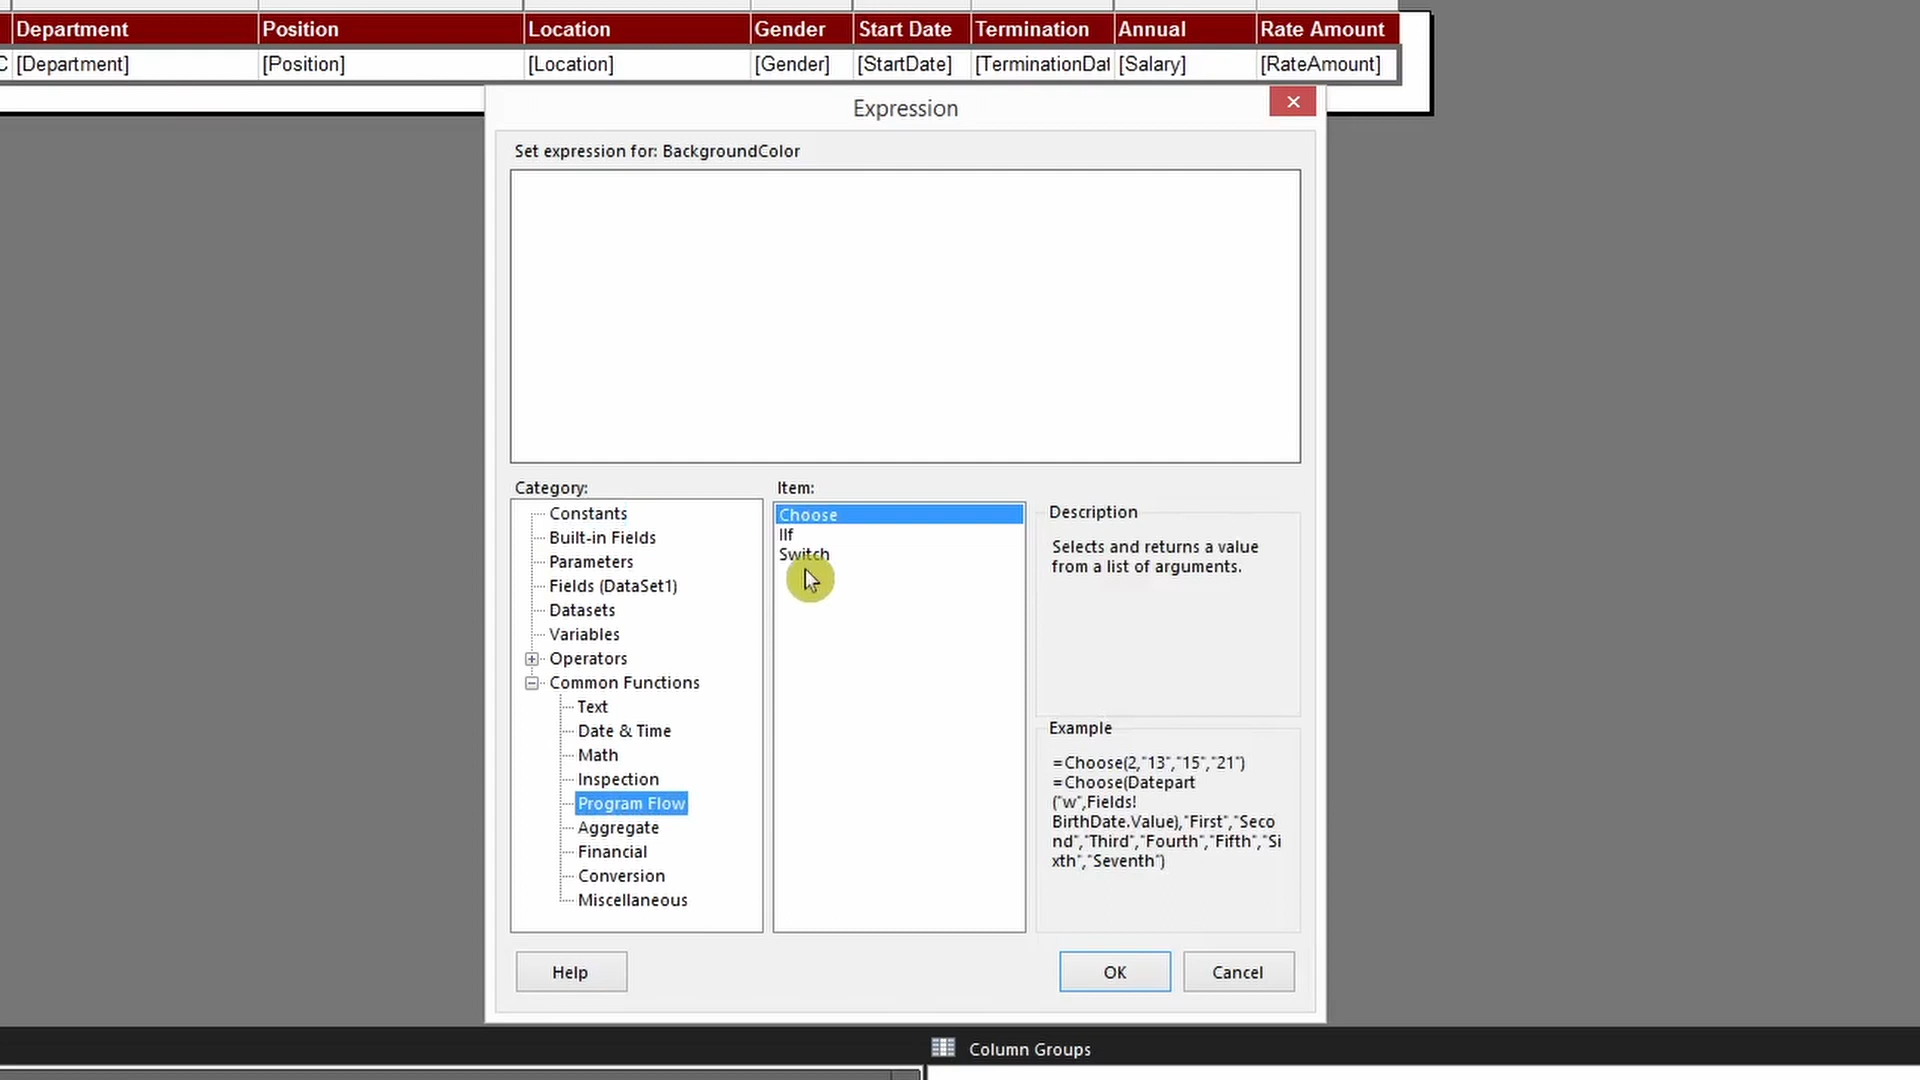 Department Position Location Gender Start Date Termination Annual Rate Amount
C [Department] [Position] [Location] [Gender] [StartDate] [TerminationDat [Salary] [RateAmount]
Expression
Set expression for: BackgroundColor
Category:
Constants
Built-in Fields
Parameters
Fields (DataSet1)
Datasets
Variables
Operators
Common Functions
Text
Date & Time
Math
Inspection
Program Flow
Aggregate
Financial
Conversion
Miscellaneous
Item:
Choose
IIf
Switch
Description
Selects and returns a value
from a list of arguments.
Example
=Choose(2,"13","15","21")
=Choose(Datepart
("w",Fields!
BirthDate.Value),"First","Seco
nd","Third","Fourth","Fifth","Si
xth","Seventh")
Help
OK
Cancel
Column Groups